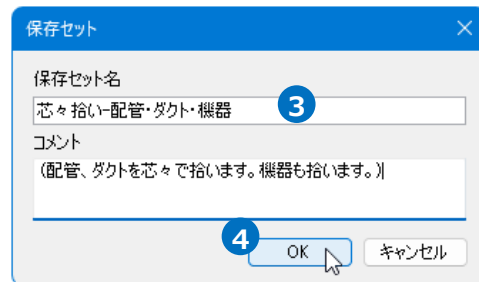 保存セット
保存セット名
芯々拾い-配管・ダクト・機器
3
コメント
(配管、ダクトを芯々で拾います。機器も拾います。)
4
OK
キャンセル